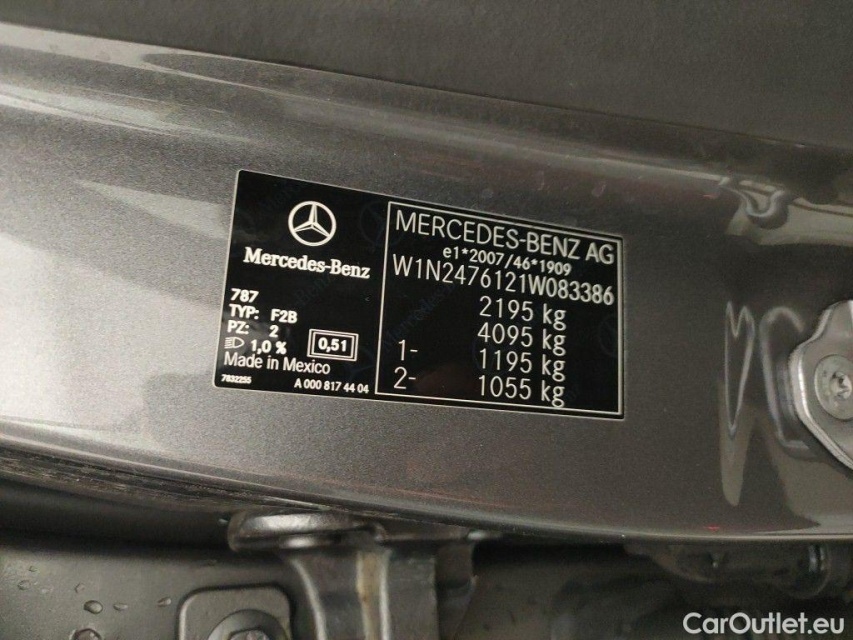 Mercedes-Benz
787
TYP: F2B
PZ: 2
1,0 %
0,51
Made in Mexico
7832255
A 000 817 44 04
MERCEDES-BENZ AG
e1*2007/46*1909
W1N2476121W083386
2195 kg
4095 kg
1- 1195 kg
2- 1055 kg
CarOutlet.eu